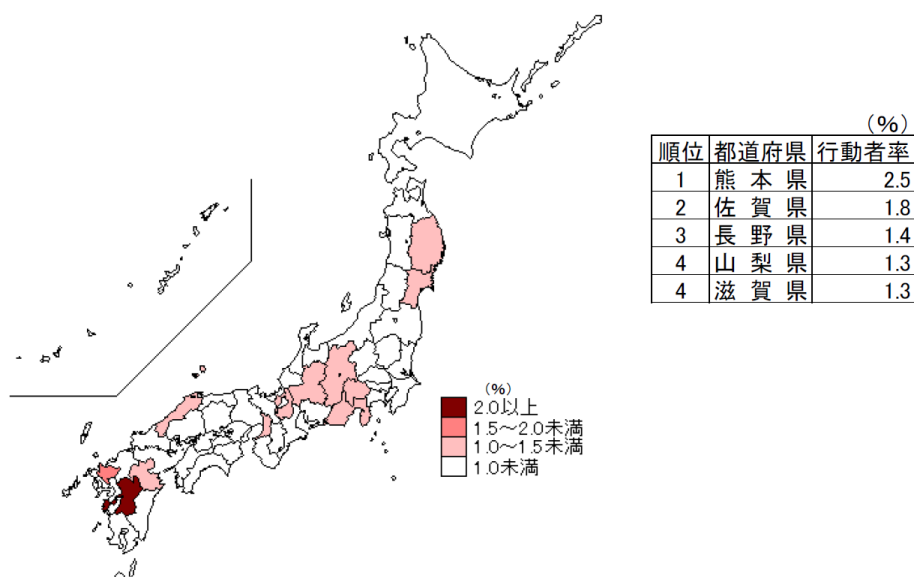 （%）
順位 都道府県 行動者率
1 熊本県 2.5
2 佐賀県 1.8
3 長野県 1.4
4 山梨県 1.3
4 滋賀県 1.3
（%）
2.0以上
1.5～2.0未満
1.0～1.5未満
1.0未満